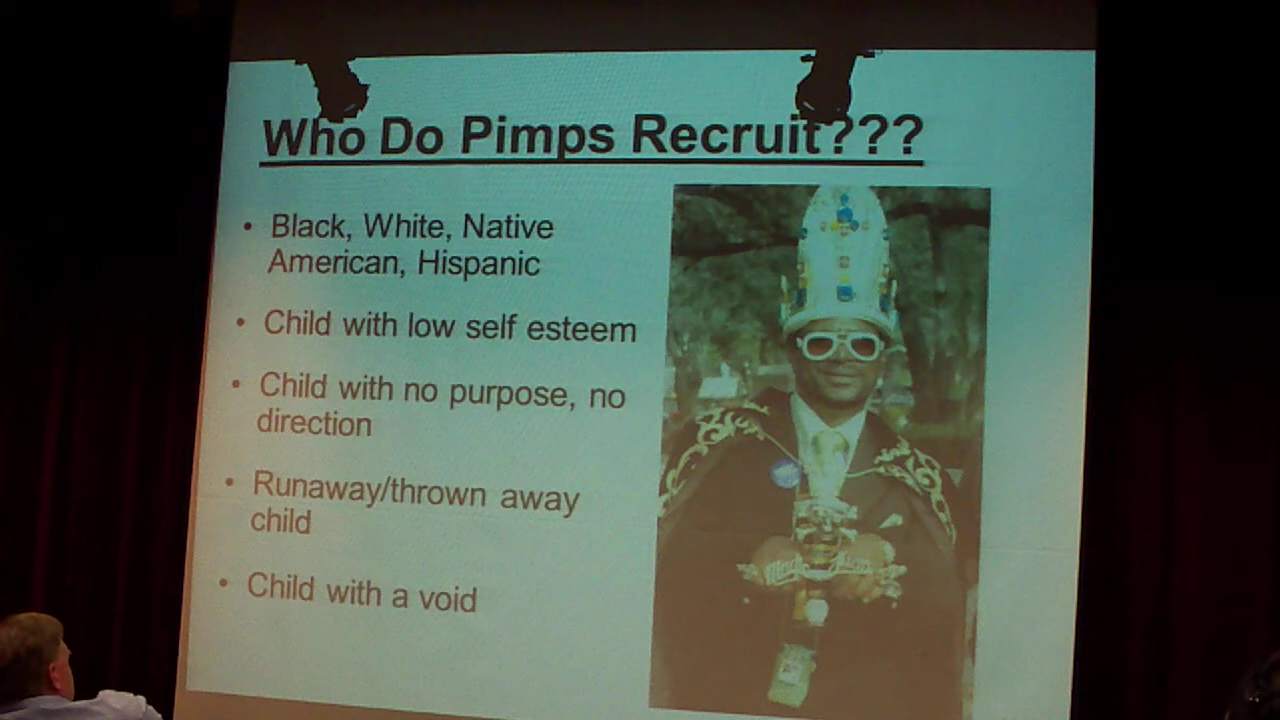 Who Do Pimps Recruit???
• Black, White, Native
American, Hispanic
• Child with low self esteem
• Child with no purpose, no
direction
• Runaway/thrown away
child
• Child with a void